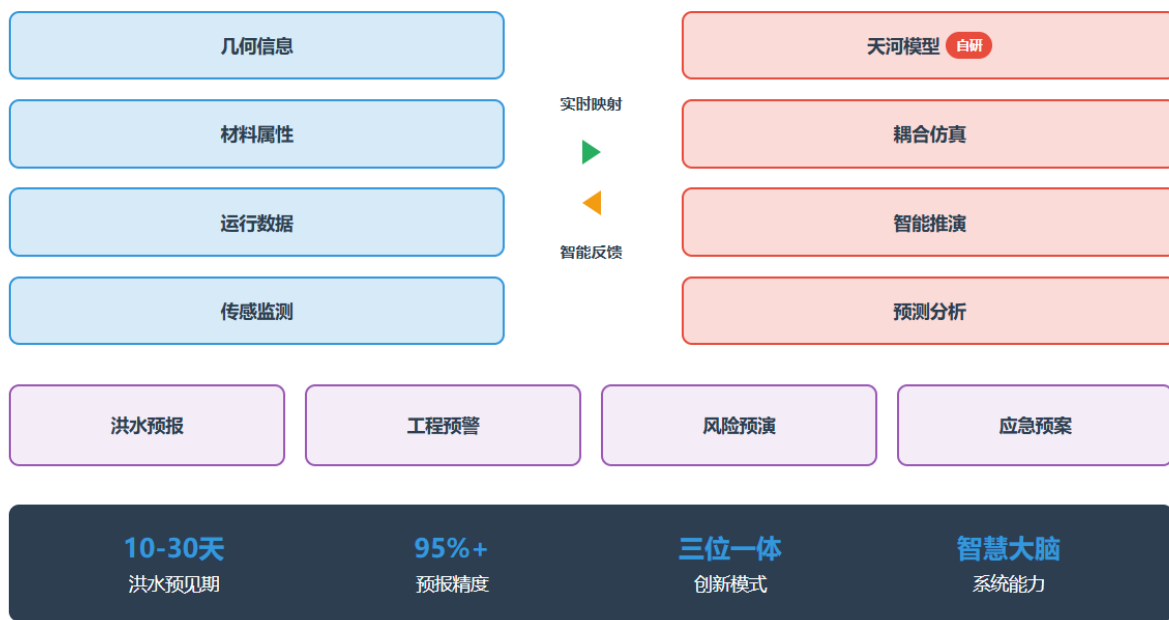 几何信息
材料属性
运行数据
传感监测
实时映射
智能反馈
天河模型 自研
耦合仿真
智能推演
预测分析
洪水预报
工程预警
风险预演
应急预案
10-30天
洪水预见期
95%+
预报精度
三位一体
创新模式
智慧大脑
系统能力